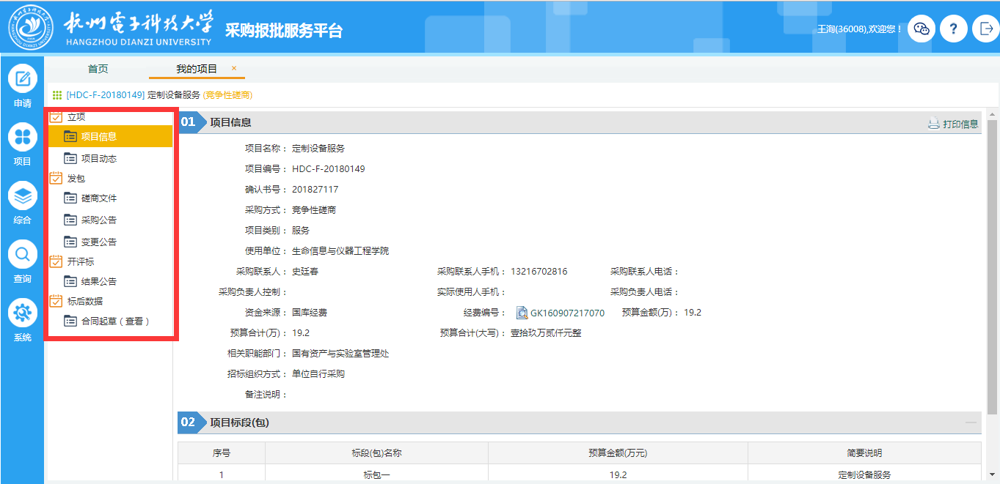 杭州電子科技大学
HANGZHOU DIANZI UNIVERSITY
采购报批服务平台
王洵(36008),欢迎您！
首页
我的项目 ×
申请
项目
综合
查询
系统
[HDC-F-20180149] 定制设备服务 (竞争性磋商)
立项
项目信息
项目动态
发包
磋商文件
采购公告
变更公告
开评标
结果公告
标后数据
合同起草（查看）
01 项目信息
打印信息
项目名称： 定制设备服务
项目编号： HDC-F-20180149
确认书号： 201827117
采购方式： 竞争性磋商
项目类别： 服务
使用单位： 生命信息与仪器工程学院
采购联系人： 史廷春 采购联系人手机： 13216702816 采购联系人电话：
采购负责人控制： 实际使用人手机： 采购负责人电话：
资金来源： 国库经费 经费编号： GK160907217070 预算金额(万)： 19.2
预算合计(万)： 19.2 预算合计(大写)： 壹拾玖万贰仟元整
相关职能部门： 国有资产与实验室管理处
招标组织方式： 单位自行采购
备注说明：
02 项目标段(包)
序号 标段(包)名称 预算金额(万元) 简要说明
1 标包一 19.2 定制设备服务